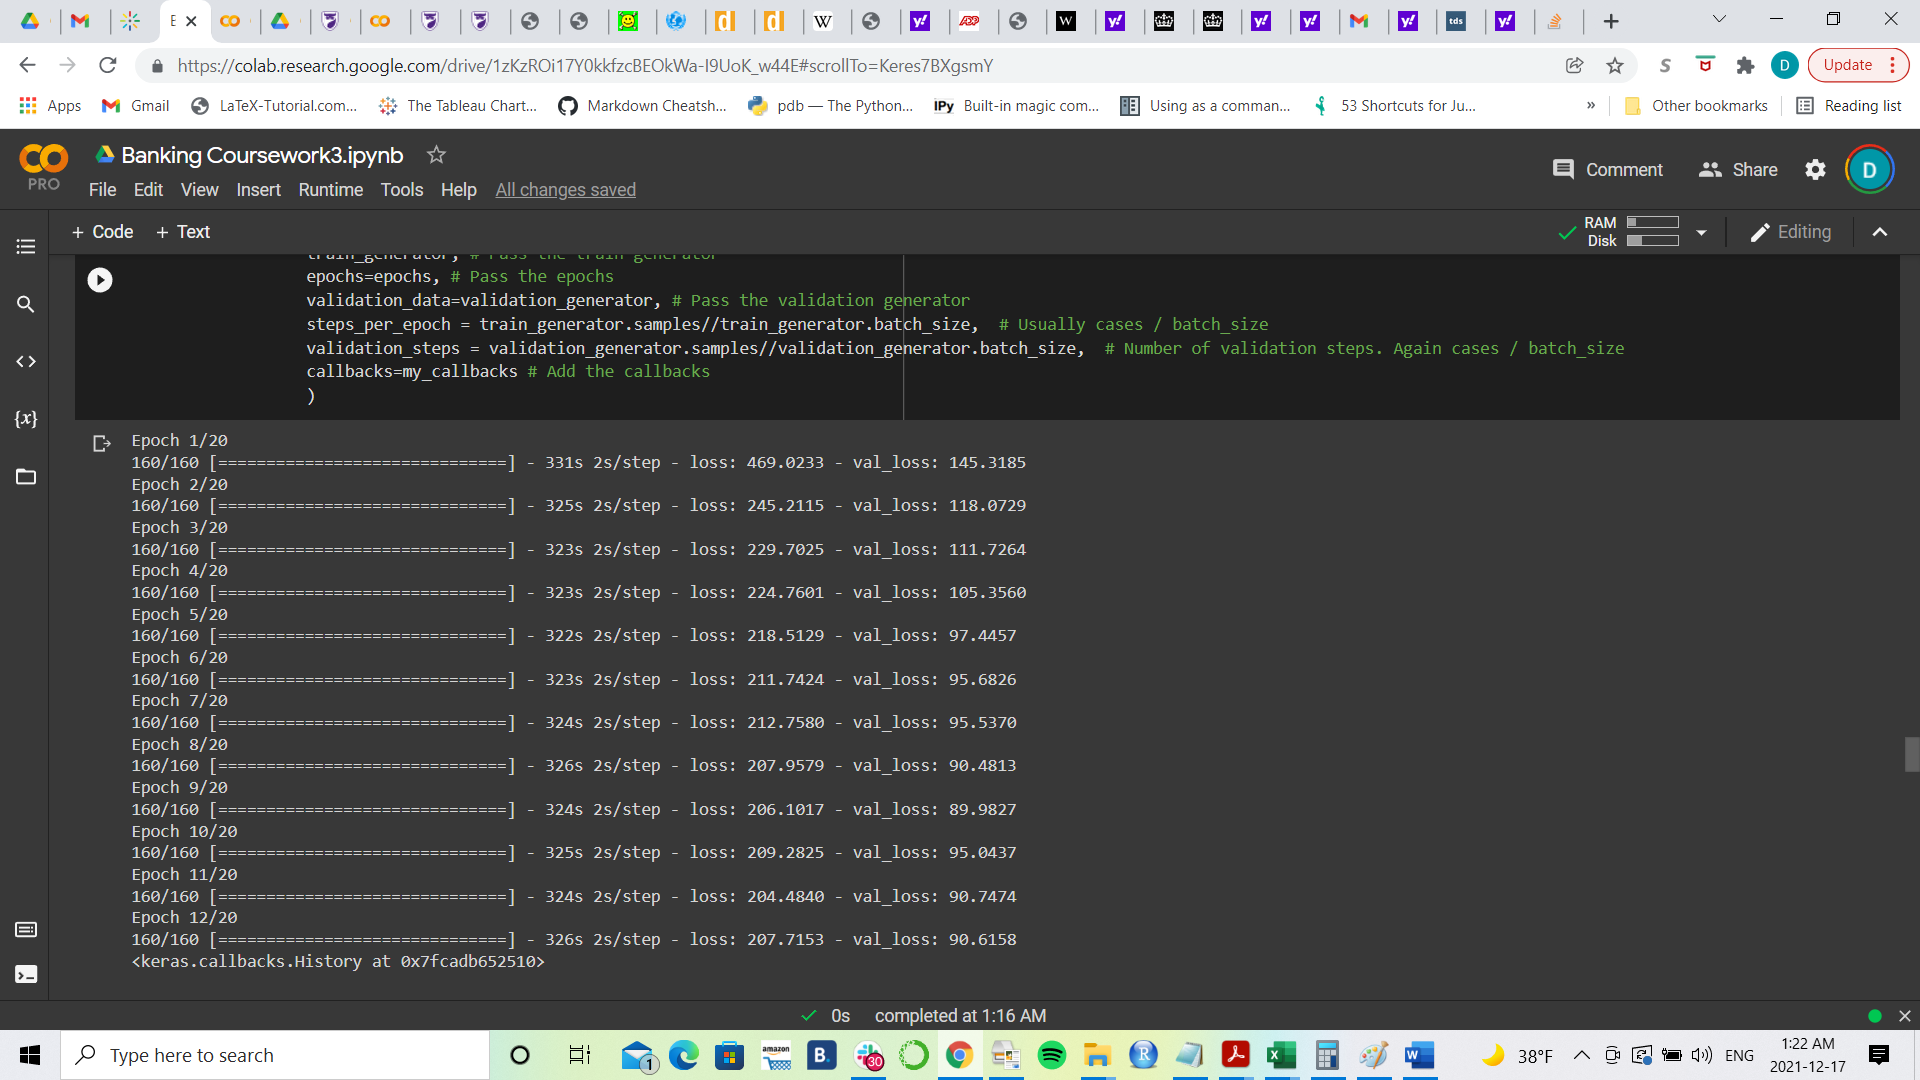 E
W
ADP
W
tds
https://colab.research.google.com/drive/1zKzROi17Y0kkfzcBEOkWa-I9UoK_w44E#scrollTo=Keres7BXgsmY
S
D
Update
Apps
Gmail
LaTeX-Tutorial.com...
The Tableau Chart...
Markdown Cheatsh...
pdb — The Python...
IPy Built-in magic com...
Using as a comman...
53 Shortcuts for Ju...
»
Other bookmarks
Reading list
PRO
Banking Coursework3.ipynb
File Edit View Insert Runtime Tools Help All changes saved
Comment
Share
D
+ Code + Text
RAM
Disk
Editing
train_generator, # Pass the train generator
epochs=epochs, # Pass the epochs
validation_data=validation_generator, # Pass the validation generator
steps_per_epoch = train_generator.samples//train_generator.batch_size,  # Usually cases / batch_size
validation_steps = validation_generator.samples//validation_generator.batch_size,  # Number of validation steps. Again cases / batch_size
callbacks=my_callbacks # Add the callbacks
)
{x}
Epoch 1/20
160/160 [==============================] - 331s 2s/step - loss: 469.0233 - val_loss: 145.3185
Epoch 2/20
160/160 [==============================] - 325s 2s/step - loss: 245.2115 - val_loss: 118.0729
Epoch 3/20
160/160 [==============================] - 323s 2s/step - loss: 229.7025 - val_loss: 111.7264
Epoch 4/20
160/160 [==============================] - 323s 2s/step - loss: 224.7601 - val_loss: 105.3560
Epoch 5/20
160/160 [==============================] - 322s 2s/step - loss: 218.5129 - val_loss: 97.4457
Epoch 6/20
160/160 [==============================] - 323s 2s/step - loss: 211.7424 - val_loss: 95.6826
Epoch 7/20
160/160 [==============================] - 324s 2s/step - loss: 212.7580 - val_loss: 95.5370
Epoch 8/20
160/160 [==============================] - 326s 2s/step - loss: 207.9579 - val_loss: 90.4813
Epoch 9/20
160/160 [==============================] - 324s 2s/step - loss: 206.1017 - val_loss: 89.9827
Epoch 10/20
160/160 [==============================] - 325s 2s/step - loss: 209.2825 - val_loss: 95.0437
Epoch 11/20
160/160 [==============================] - 324s 2s/step - loss: 204.4840 - val_loss: 90.7474
Epoch 12/20
160/160 [==============================] - 326s 2s/step - loss: 207.7153 - val_loss: 90.6158
<keras.callbacks.History at 0x7fcadb652510>
0s completed at 1:16 AM
Type here to search
1
amazon
B.
30
R
38°F
ENG
1:22 AM
2021-12-17